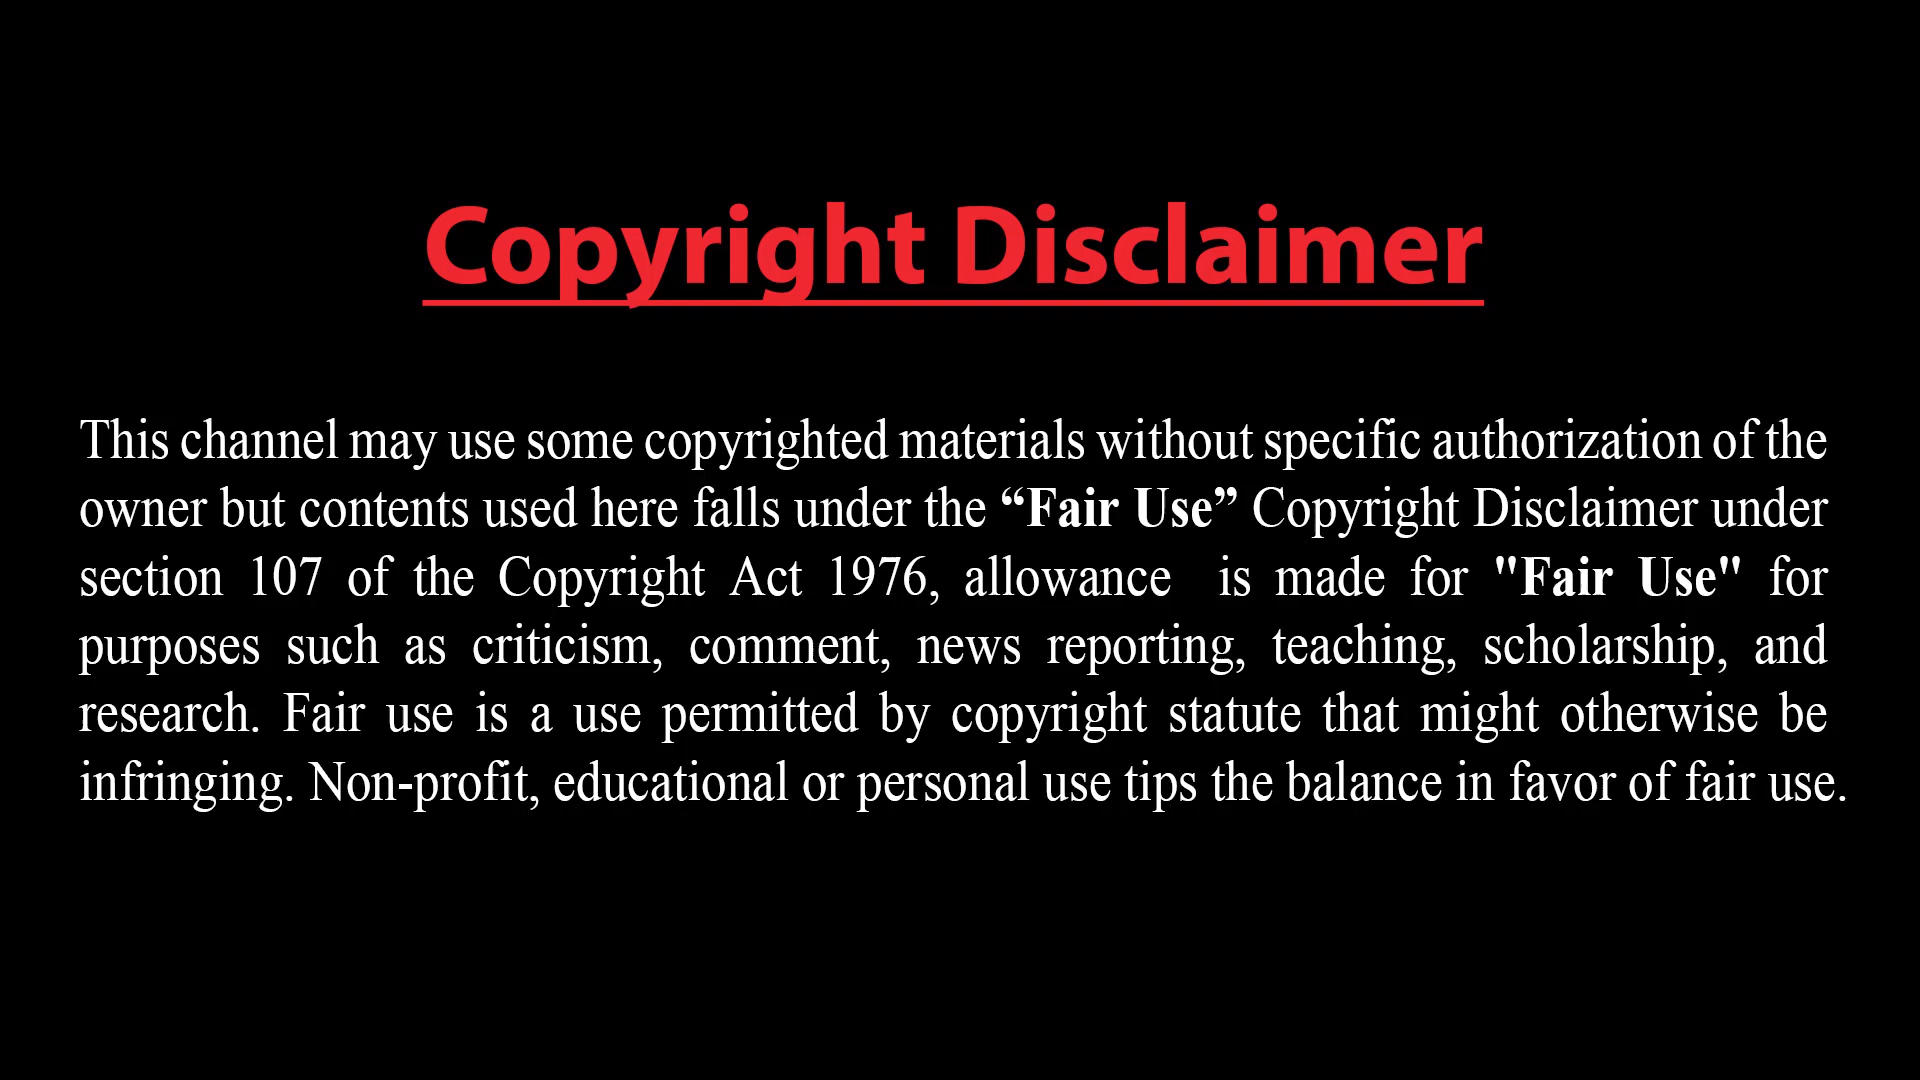 Copyright Disclaimer
This channel may use some copyrighted materials without specific authorization of the
owner but contents used here falls under the “Fair Use” Copyright Disclaimer under
section 107 of the Copyright Act 1976, allowance  is made for "Fair Use" for
purposes such as criticism, comment, news reporting, teaching, scholarship, and
research. Fair use is a use permitted by copyright statute that might otherwise be
infringing. Non-profit, educational or personal use tips the balance in favor of fair use.